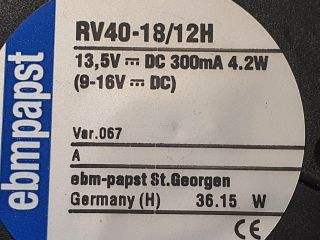 ebmpapst
RV40-18/12H
13,5V ⎓ DC 300mA 4.2W
(9-16V ⎓ DC)
Var.067
A
ebm-papst St.Georgen
Germany (H) 36.15 W
CE